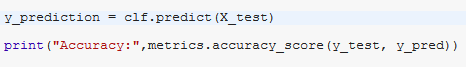 y_prediction = clf.predict(X_test)
print("Accuracy:",metrics.accuracy_score(y_test, y_pred))